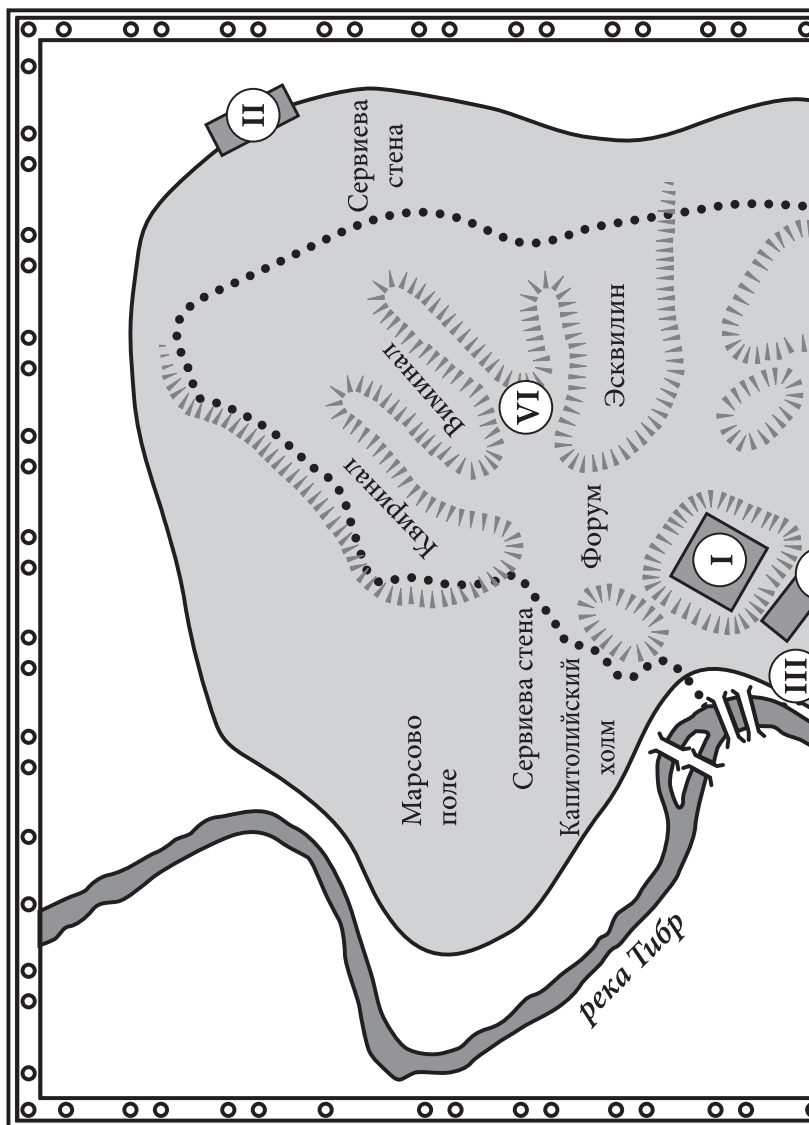 II
Сервиева
стена
Виминал
VI
Эсквилин
Квиринал
Форум
I
Сервиева стена
III
Марсово
поле
Капитолийский
холм
река Тибр